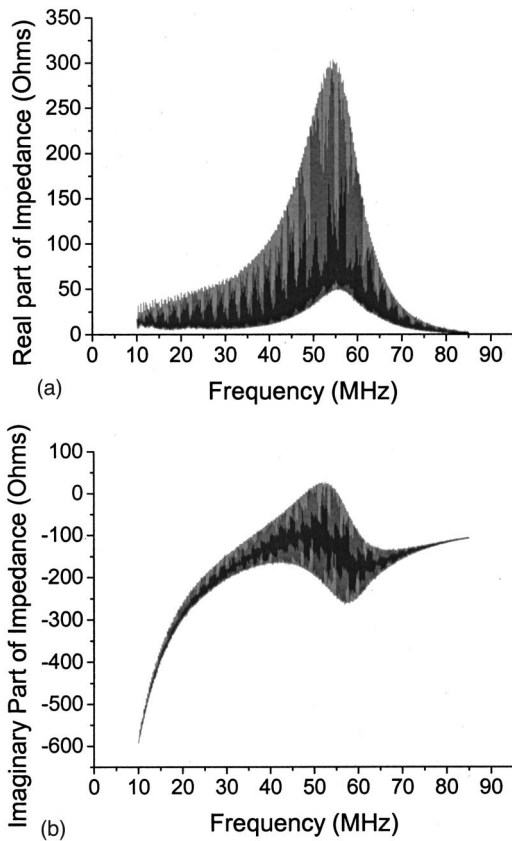 350
300
250
200
150
100
50
0
Real part of Impedance (Ohms)
0 10 20 30 40 50 60 70 80 90
(a)
Frequency (MHz)
100
0
-100
-200
-300
-400
-500
-600
Imaginary Part of Impedance (Ohms)
0 10 20 30 40 50 60 70 80 90
(b)
Frequency (MHz)